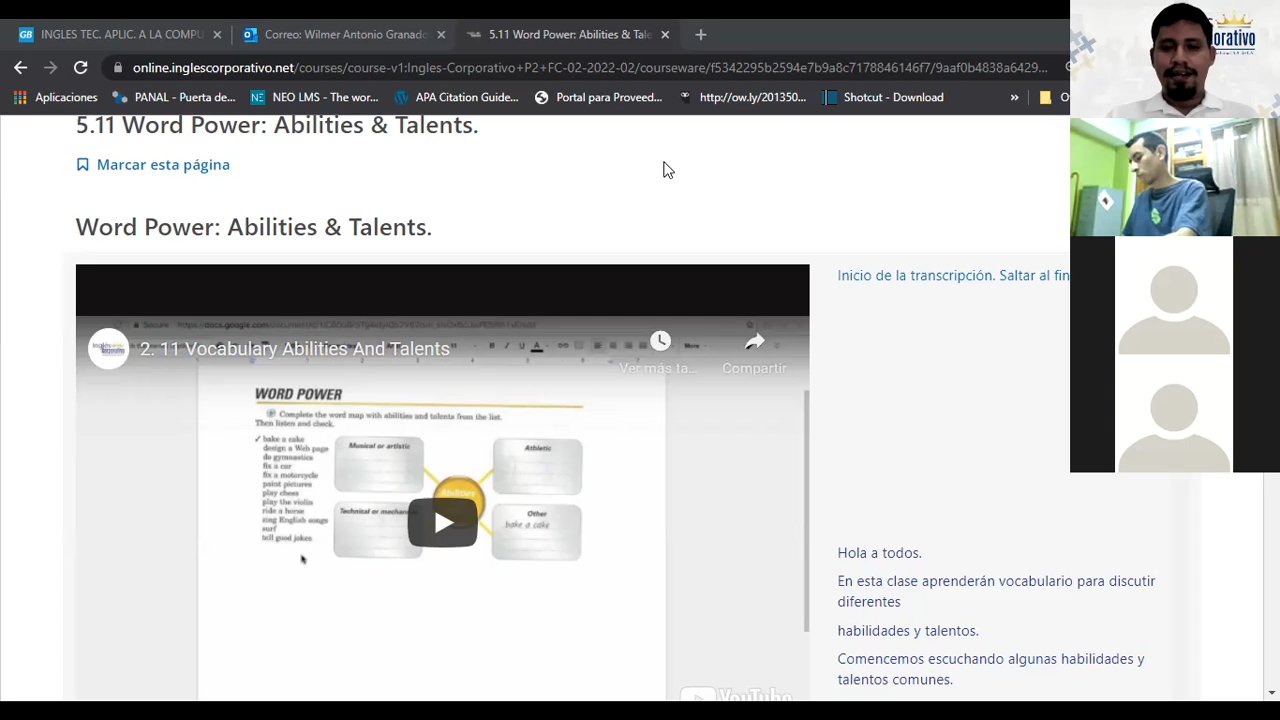 INGLES TEC. APLIC. A LA COMPU
Correo: Wilmer Antonio Granado
5.11 Word Power: Abilities & Tale
online.inglescorporativo.net/courses/course-v1:Ingles-Corporativo+P2-TEC-02-2022-02/courseware/f5342295b25947b9a8c7178846146f7/9aaf0b4838a6429...
Aplicaciones
PANAL - Puerta de...
NEO LMS - The wor...
APA Citation Guide...
Portal para Proveed...
http://ow.ly/201350...
Shotcut - Download
»
5.11 Word Power: Abilities & Talents.
Marcar esta página
Word Power: Abilities & Talents.
Inicio de la transcripción. Saltar al fin
2. 11 Vocabulary Abilities And Talents
Ver más ta...
Compartir
WORD POWER
Complete the word map with abilities and talents from the list.
Then listen and check.
✓ bake a cake
design a Web page
do gymnastics
fix a car
fix a motorcycle
paint pictures
play chess
play the violin
ride a horse
sing English songs
surf
tell good jokes
Musical or artistic
Athletic
Abilities
Technical or mechan
Other
bake a cake
Hola a todos.
En esta clase aprenderán vocabulario para discutir
diferentes
habilidades y talentos.
Comencemos escuchando algunas habilidades y
talentos comunes.
YouTube